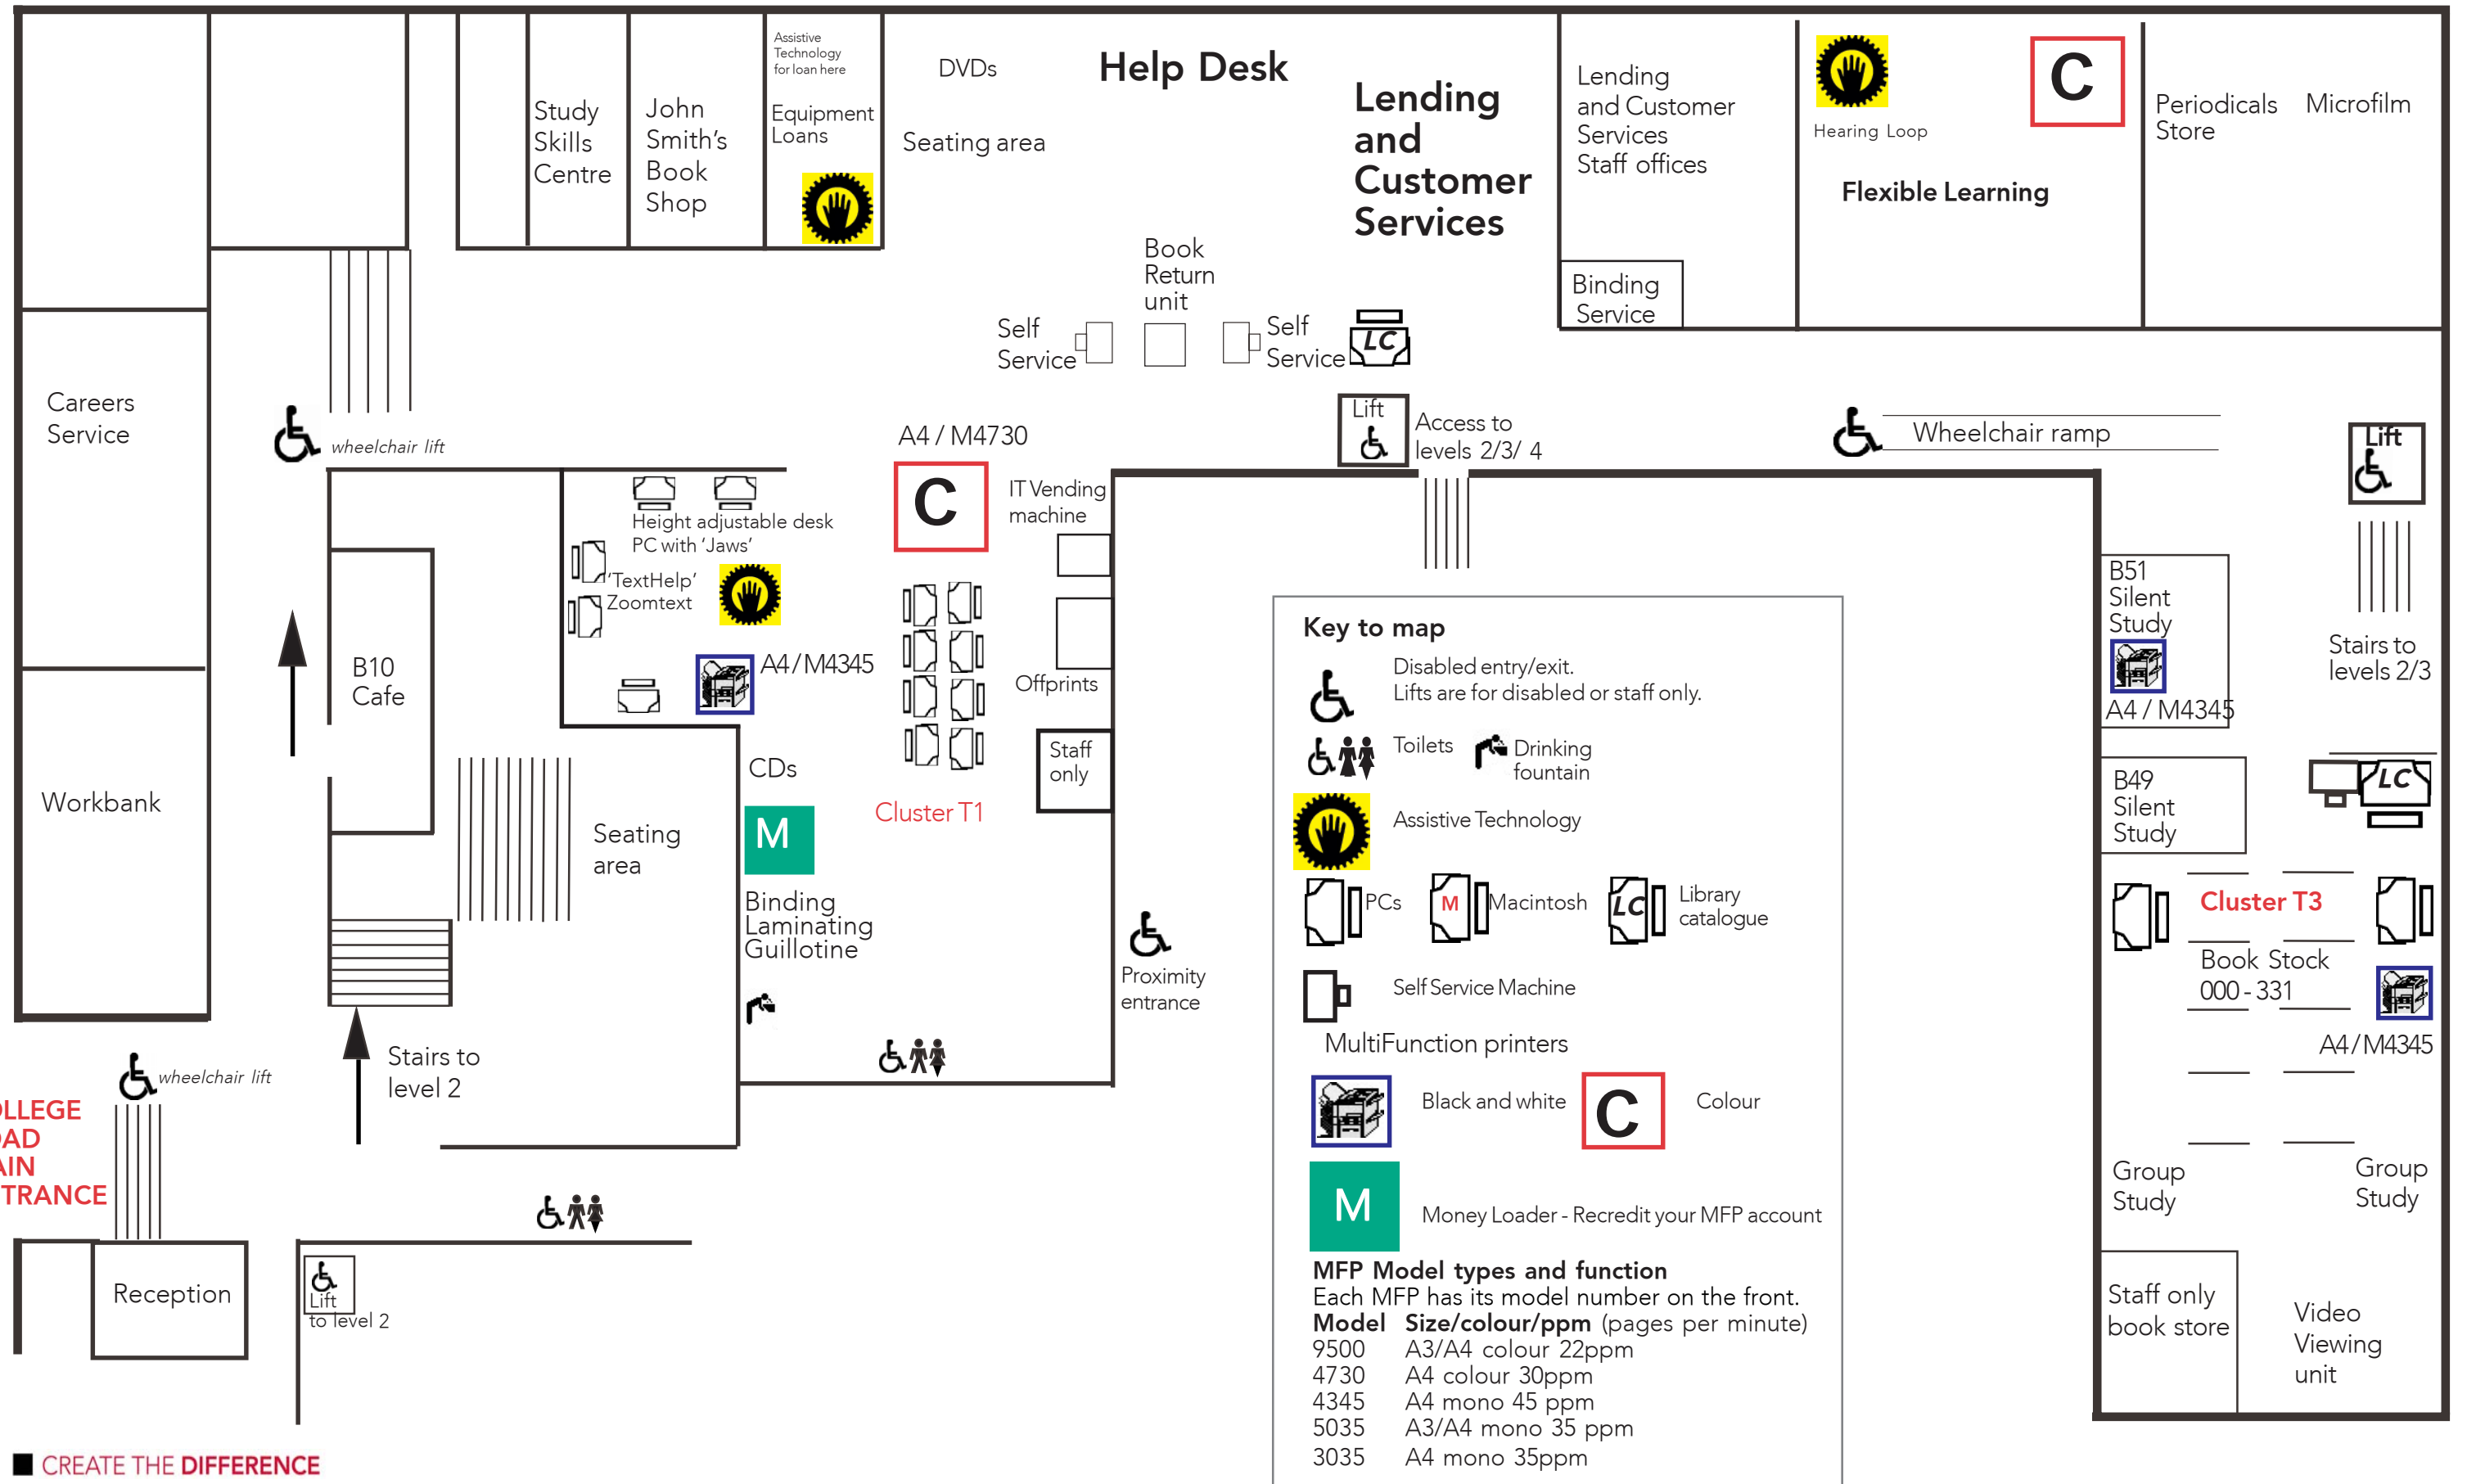 Assistive
Technology
for loan here
Equipment
Loans
Study
Skills
Centre
John
Smith's
Book
Shop
DVDs
Seating area
Help Desk
Lending
and
Customer
Services
Lending
and Customer
Services
Staff offices
Binding
Service
Hearing Loop
C
Flexible Learning
Periodicals
Store
Microfilm
Book
Return
unit
Self
Service
Self
Service
LC
Careers
Service
wheelchair lift
A4 / M4730
C
IT Vending
machine
Lift
Access to
levels 2/3/ 4
Wheelchair ramp
Lift
Height adjustable desk
PC with 'Jaws'
'TextHelp'
Zoomtext
A4 / M4345
Offprints
B10
Cafe
Staff
only
CDs
M
Cluster T1
Workbank
Seating
area
Binding
Laminating
Guillotine
Proximity
entrance
Stairs to
level 2
wheelchair lift
Reception
Lift
to level 2
Key to map
Disabled entry/exit.
Lifts are for disabled or staff only.
Toilets
Drinking
fountain
Assistive Technology
PCs
M
Macintosh
LC
Library
catalogue
Self Service Machine
MultiFunction printers
Black and white
C
Colour
M
Money Loader - Recredit your MFP account
MFP Model types and function
Each MFP has its model number on the front.
Model Size/colour/ppm (pages per minute)
9500 A3/A4 colour 22ppm
4730 A4 colour 30ppm
4345 A4 mono 45 ppm
5035 A3/A4 mono 35 ppm
3035 A4 mono 35ppm
B51
Silent
Study
A4 / M4345
Stairs to
levels 2/3
B49
Silent
Study
LC
Cluster T3
Book Stock
000 - 331
A4 / M4345
Group
Study
Group
Study
Staff only
book store
Video
Viewing
unit
CREATE THE DIFFERENCE